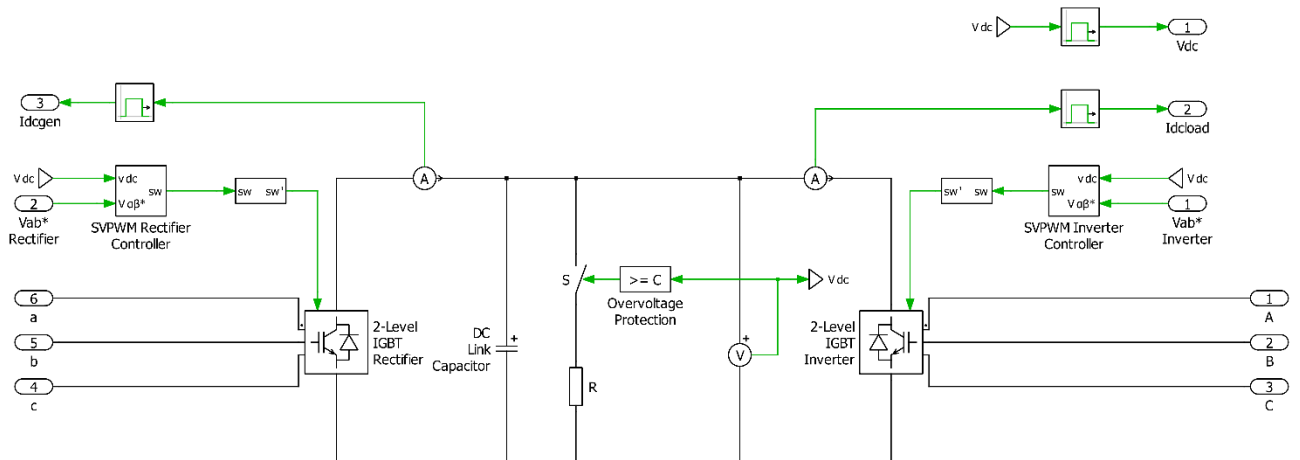 Vdc
1
Vdc
3
Idcgen
A
A
2
Idcload
Vdc
vdc
sw
Vαβ*
2
Vab*
Rectifier
SVPWM Rectifier
Controller
sw sw'
sw' sw
vdc
sw
Vαβ*
Vdc
1
Vab*
Inverter
SVPWM Inverter
Controller
S
>= C
Overvoltage
Protection
Vdc
6
a
5
b
4
c
2-Level
IGBT
Rectifier
DC
Link
Capacitor
+
R
+
V
2-Level
IGBT
Inverter
1
A
2
B
3
C